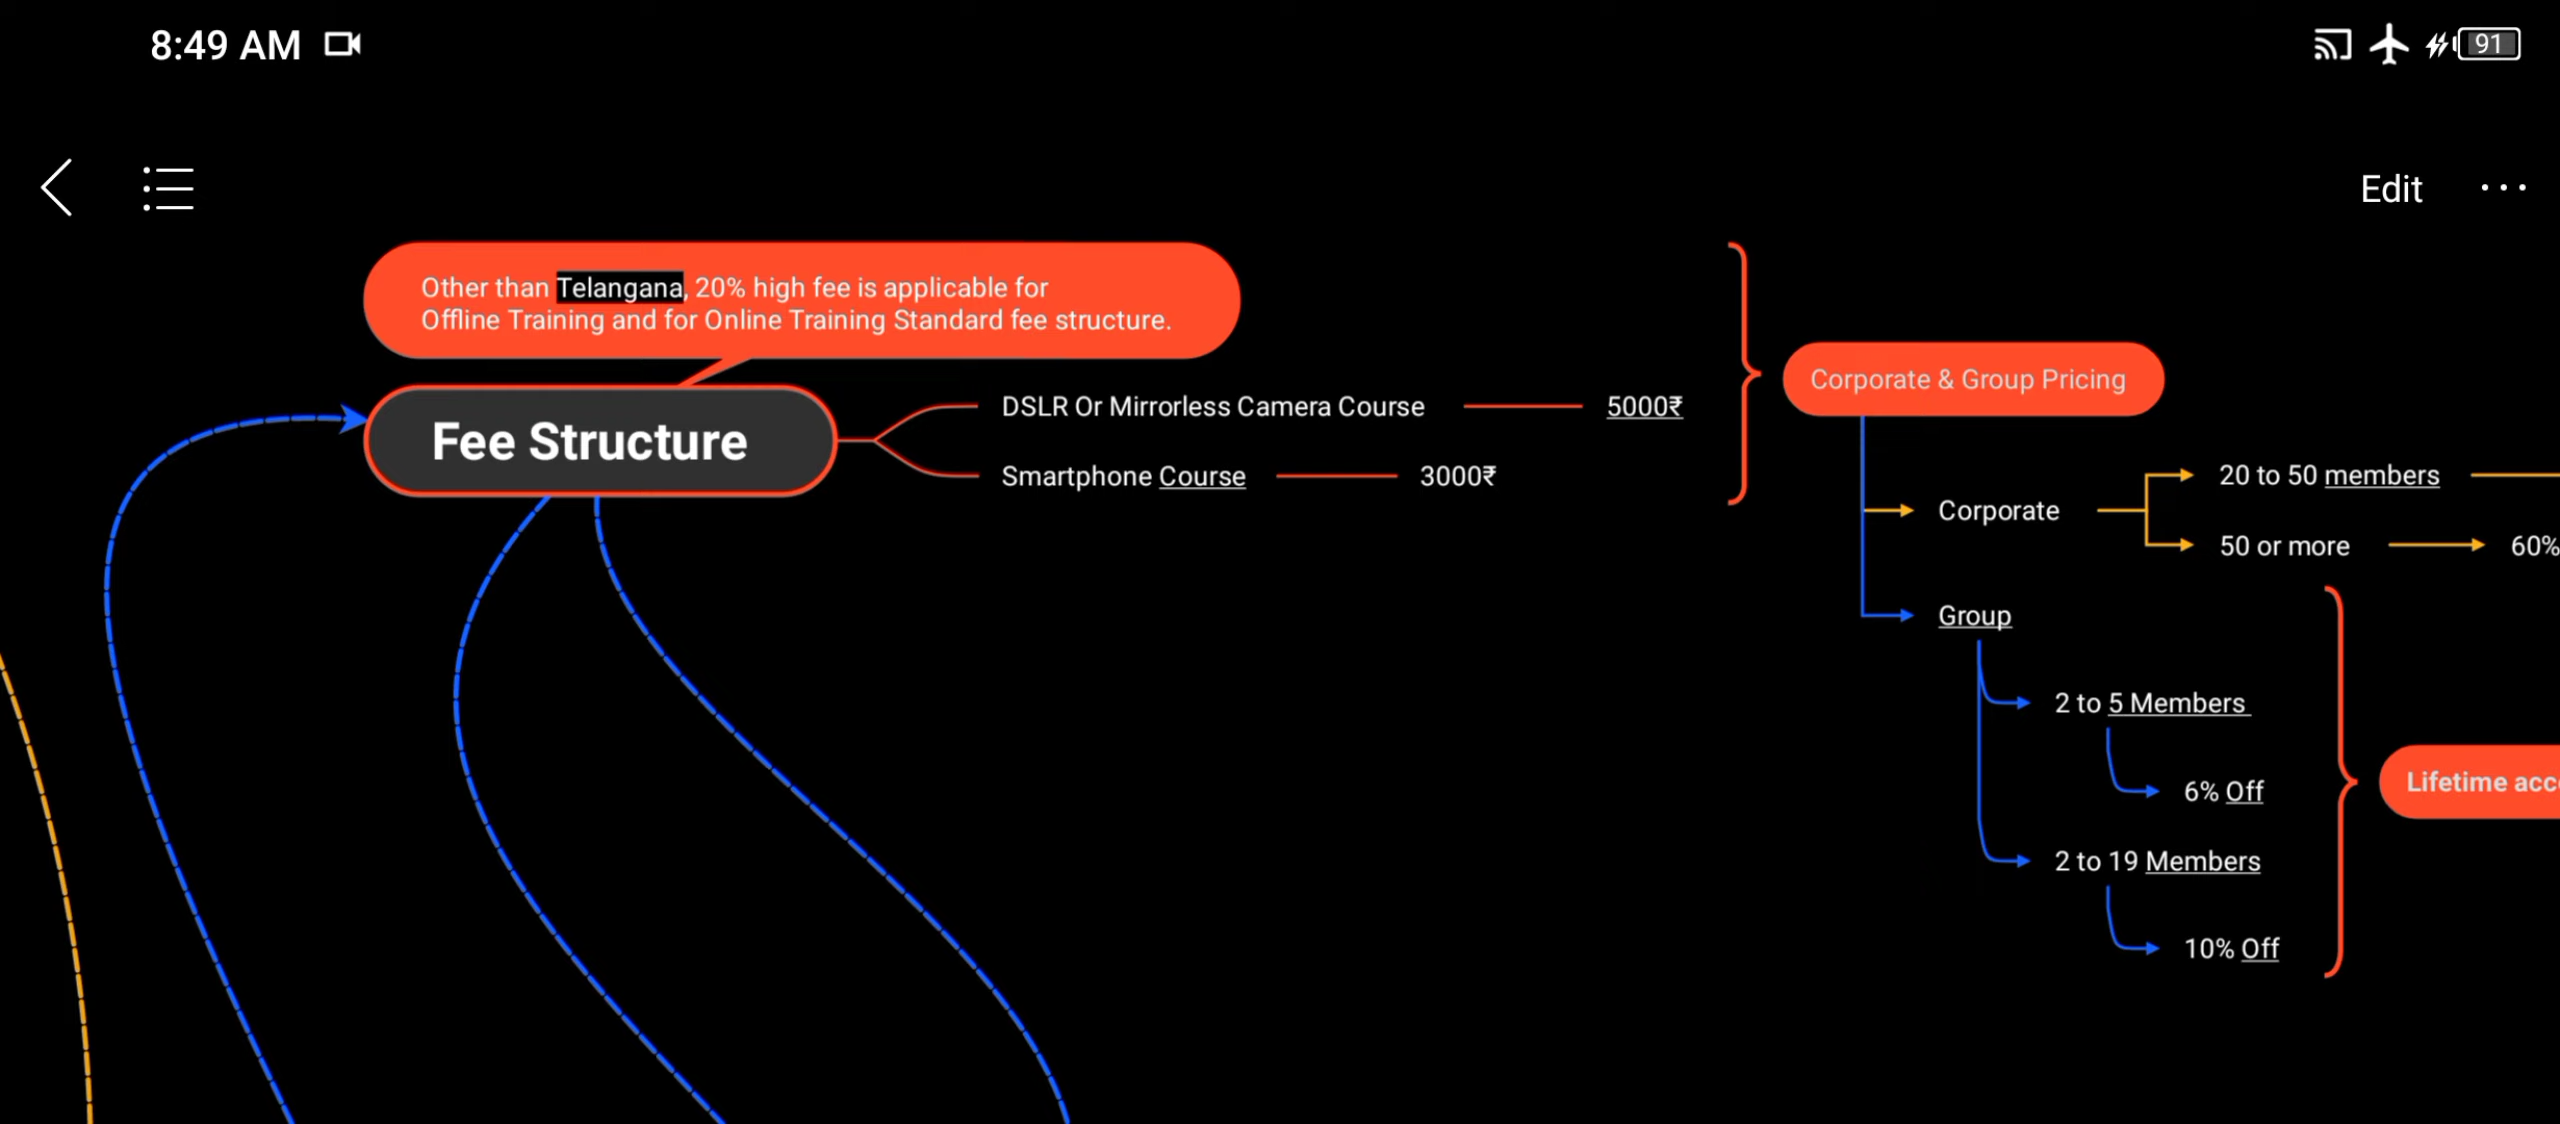 8:49 AM
91
Edit
Other than Telangana, 20% high fee is applicable for
Offline Training and for Online Training Standard fee structure.
Fee Structure
DSLR Or Mirrorless Camera Course
5000₹
Smartphone Course
3000₹
Corporate & Group Pricing
Corporate
20 to 50 members
50 or more
60%
Group
2 to 5 Members
6% Off
2 to 19 Members
10% Off
Lifetime